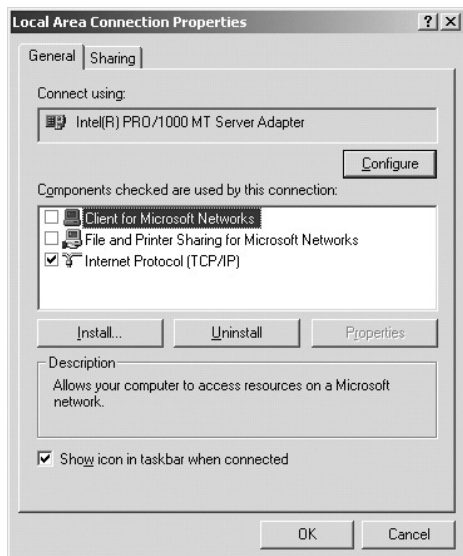 Local Area Connection Properties
General
Sharing
Connect using:
Intel(R) PRO/1000 MT Server Adapter
Configure
Components checked are used by this connection:
Client for Microsoft Networks
File and Printer Sharing for Microsoft Networks
Internet Protocol (TCP/IP)
Install...
Uninstall
Properties
Description
Allows your computer to access resources on a Microsoft
network.
Show icon in taskbar when connected
OK
Cancel